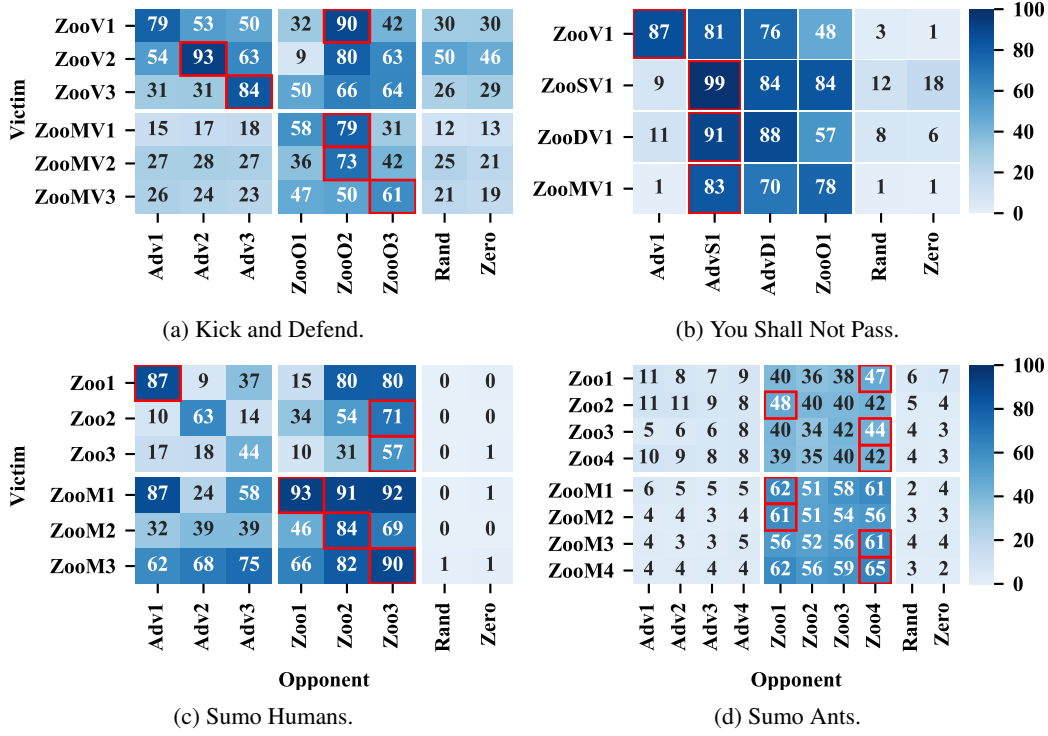 Victim
ZooV1 79 53 50 32 90 42 30 30
ZooV2 54 93 63 9 80 63 50 46
ZooV3 31 31 84 50 66 64 26 29
ZooMV1 15 17 18 58 79 31 12 13
ZooMV2 27 28 27 36 73 42 25 21
ZooMV3 26 24 23 47 50 61 21 19
Adv1 Adv2 Adv3 ZooO1 ZooO2 ZooO3 Rand Zero
(a) Kick and Defend.
ZooV1 87 81 76 48 3 1
ZooSV1 9 99 84 84 12 18
ZooDV1 11 91 88 57 8 6
ZooMV1 1 83 70 78 1 1
Adv1 AdvS1 AdvD1 ZooO1 Rand Zero
100
80
60
40
20
0
(b) You Shall Not Pass.
Victim
Zoo1 87 9 37 15 80 80 0 0
Zoo2 10 63 14 34 54 71 0 0
Zoo3 17 18 44 10 31 57 0 1
ZooM1 87 24 58 93 91 92 0 1
ZooM2 32 39 39 46 84 69 0 0
ZooM3 62 68 75 66 82 90 1 1
Adv1 Adv2 Adv3 Zoo1 Zoo2 Zoo3 Rand Zero
Opponent
(c) Sumo Humans.
Zoo1 11 8 7 9 40 36 38 47 6 7
Zoo2 11 11 9 8 48 40 40 42 5 4
Zoo3 5 6 6 8 40 34 42 44 4 3
Zoo4 10 9 8 8 39 35 40 42 4 3
ZooM1 6 5 5 5 62 51 58 61 2 4
ZooM2 4 4 3 4 61 51 54 56 3 3
ZooM3 4 3 3 5 56 52 56 61 4 4
ZooM4 4 4 4 4 62 56 59 65 3 2
Adv1 Adv2 Adv3 Adv4 Zoo1 Zoo2 Zoo3 Zoo4 Rand Zero
100
80
60
40
20
0
(d) Sumo Ants.